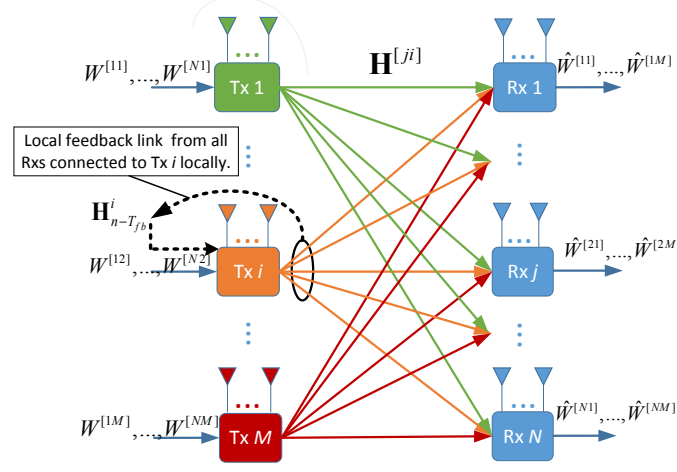 W^{[11]},...,W^{[N1]}
Tx 1
H^{[ji]}
Rx 1
Ŵ^{[11]},...,Ŵ^{[1M]}
Local feedback link from all
Rxs connected to Tx i locally.
H^{i}_{n−T_{fb}}
W^{[12]},...,W^{[N2]}
Tx i
Rx j
Ŵ^{[21]},...,Ŵ^{[2M]}
W^{[1M]},...,W^{[NM]}
Tx M
Rx N
Ŵ^{[N1]},...,Ŵ^{[NM]}